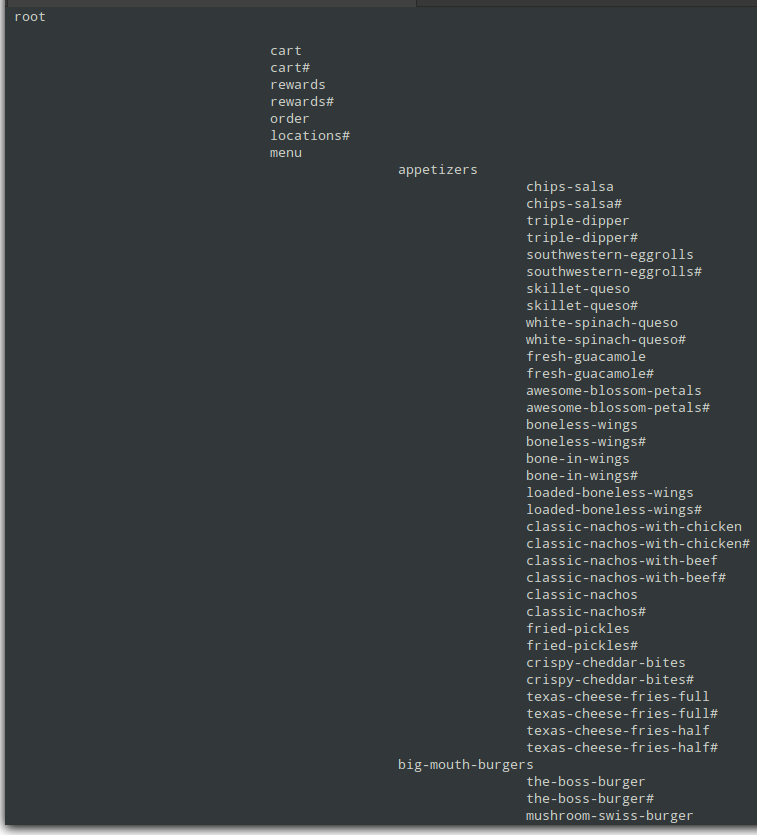 root
cart
cart#
rewards
rewards#
order
locations#
menu
appetizers
chips-salsa
chips-salsa#
triple-dipper
triple-dipper#
southwestern-eggrolls
southwestern-eggrolls#
skillet-queso
skillet-queso#
white-spinach-queso
white-spinach-queso#
fresh-guacamole
fresh-guacamole#
awesome-blossom-petals
awesome-blossom-petals#
boneless-wings
boneless-wings#
bone-in-wings
bone-in-wings#
loaded-boneless-wings
loaded-boneless-wings#
classic-nachos-with-chicken
classic-nachos-with-chicken#
classic-nachos-with-beef
classic-nachos-with-beef#
classic-nachos
classic-nachos#
fried-pickles
fried-pickles#
crispy-cheddar-bites
crispy-cheddar-bites#
texas-cheese-fries-full
texas-cheese-fries-full#
texas-cheese-fries-half
texas-cheese-fries-half#
big-mouth-burgers
the-boss-burger
the-boss-burger#
mushroom-swiss-burger